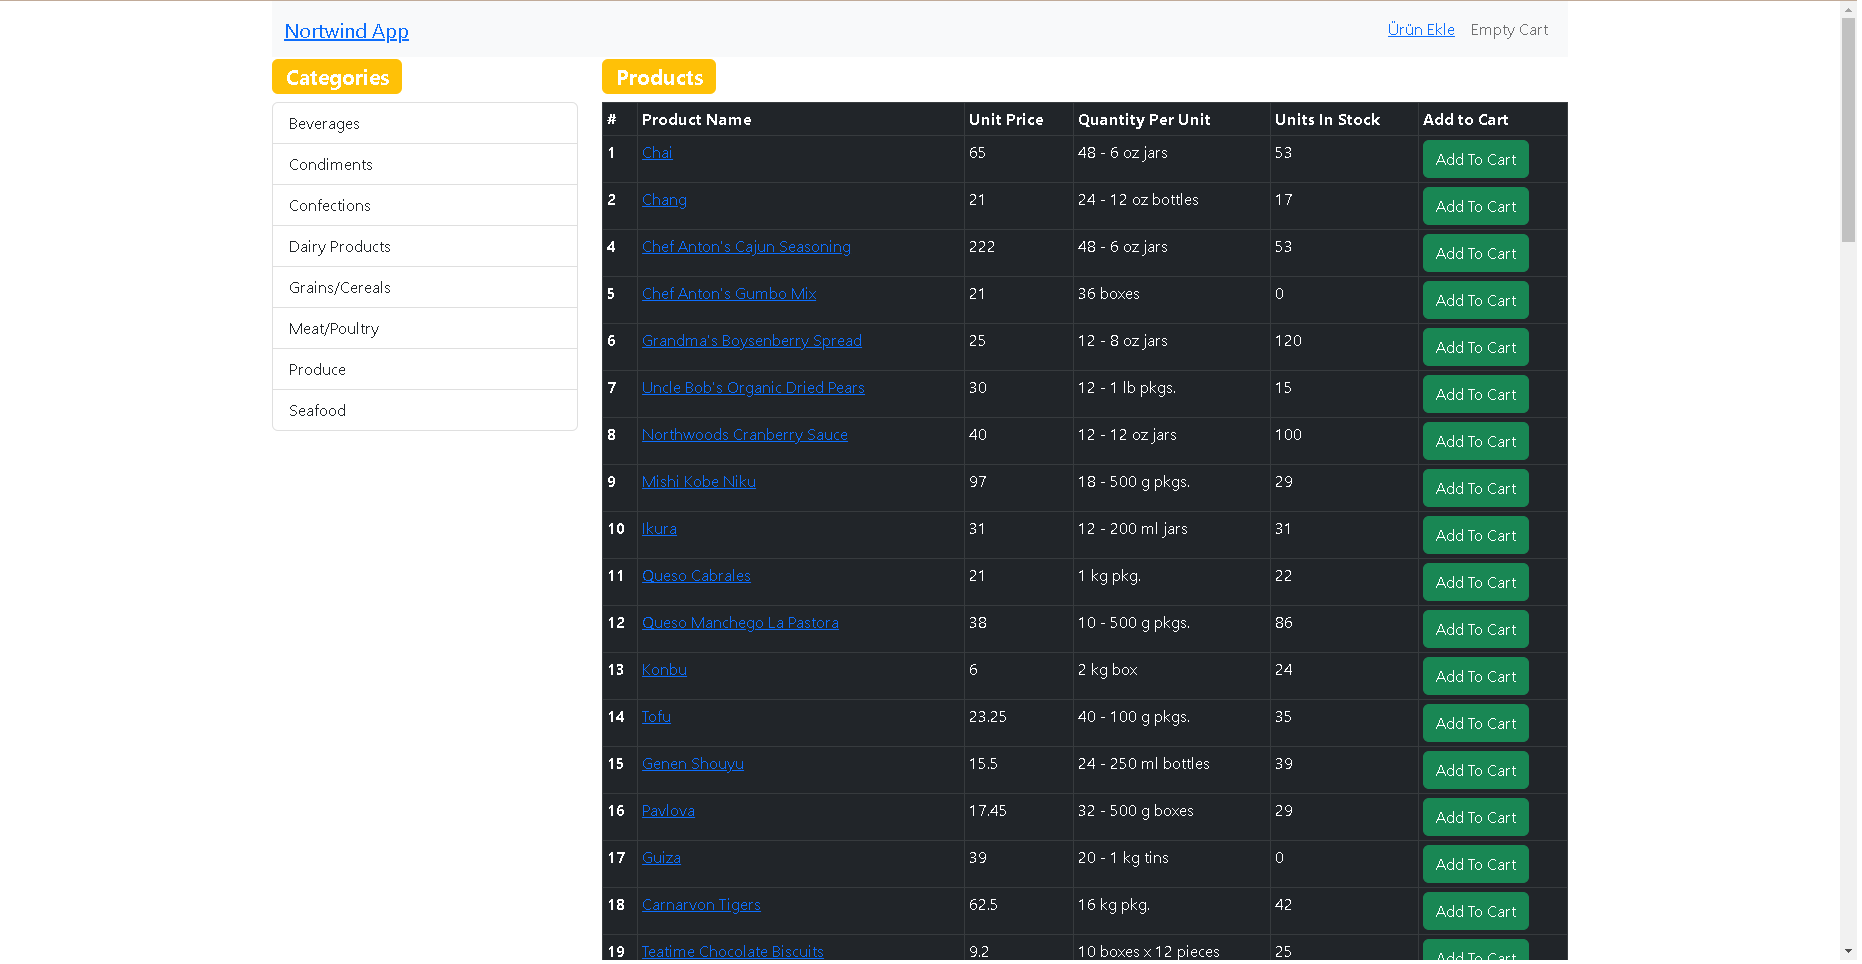 Nortwind App
Ürün Ekle Empty Cart
Categories
Beverages
Condiments
Confections
Dairy Products
Grains/Cereals
Meat/Poultry
Produce
Seafood
Products
# Product Name Unit Price Quantity Per Unit Units In Stock Add to Cart
1 Chai 65 48 - 6 oz jars 53 Add To Cart
2 Chang 21 24 - 12 oz bottles 17 Add To Cart
4 Chef Anton's Cajun Seasoning 222 48 - 6 oz jars 53 Add To Cart
5 Chef Anton's Gumbo Mix 21 36 boxes 0 Add To Cart
6 Grandma's Boysenberry Spread 25 12 - 8 oz jars 120 Add To Cart
7 Uncle Bob's Organic Dried Pears 30 12 - 1 lb pkgs. 15 Add To Cart
8 Northwoods Cranberry Sauce 40 12 - 12 oz jars 100 Add To Cart
9 Mishi Kobe Niku 97 18 - 500 g pkgs. 29 Add To Cart
10 Ikura 31 12 - 200 ml jars 31 Add To Cart
11 Queso Cabrales 21 1 kg pkg. 22 Add To Cart
12 Queso Manchego La Pastora 38 10 - 500 g pkgs. 86 Add To Cart
13 Konbu 6 2 kg box 24 Add To Cart
14 Tofu 23.25 40 - 100 g pkgs. 35 Add To Cart
15 Genen Shouyu 15.5 24 - 250 ml bottles 39 Add To Cart
16 Pavlova 17.45 32 - 500 g boxes 29 Add To Cart
17 Guiza 39 20 - 1 kg tins 0 Add To Cart
18 Carnarvon Tigers 62.5 16 kg pkg. 42 Add To Cart
19 Teatime Chocolate Biscuits 9.2 10 boxes x 12 pieces 25 Add To Cart